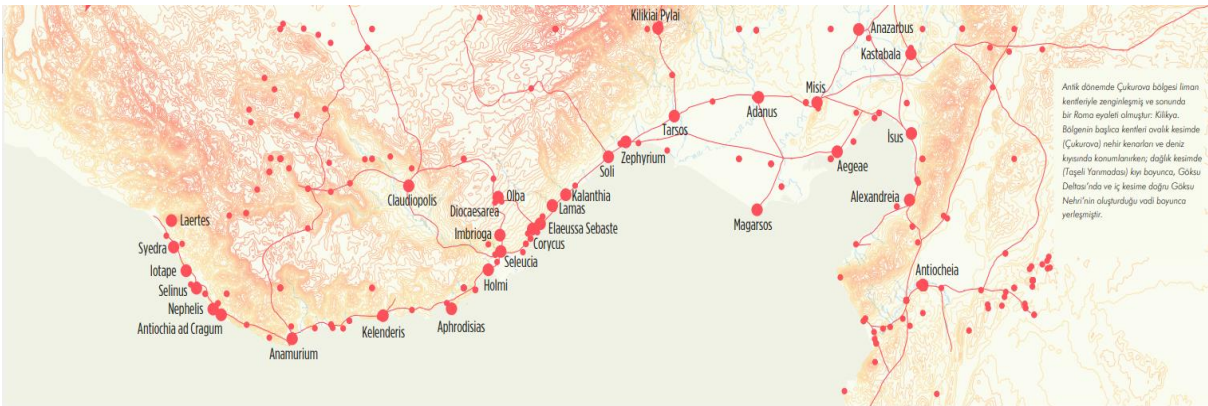 Kilikiai Pylai
Anazarbus
Kastabala
Misis
Adanus
Tarsos
İsus
Zephyrium
Soli
Aegeae
Claudiopolis
Olba
Diocaesarea
Kalanthia
Lamas
Alexandreia
Magarsos
Laertes
Imbrioga
Elaeussa Sebaste
Corycus
Syedra
Seleucia
Iotape
Holmi
Antiocheia
Selinus
Nephelis
Antiochia ad Cragum
Kelenderis
Aphrodisias
Anamurium
Antik dönemde Çukurova bölgesi liman
kentleriyle zenginleşmiş ve sonunda
bir Roma eyaleti olmuştur: Kilikya.
Bölgenin başlıca kentleri ovalık kesimde
(Çukurova) nehir kenarları ve deniz
kıyısında konumlanırken; dağlık kesimde
(Taşeli Yarımadası) kıyı boyunca, Göksu
Deltası'nda ve iç kesime doğru Göksu
Nehri'nin oluşturduğu vadi boyunca
yerleşmiştir.